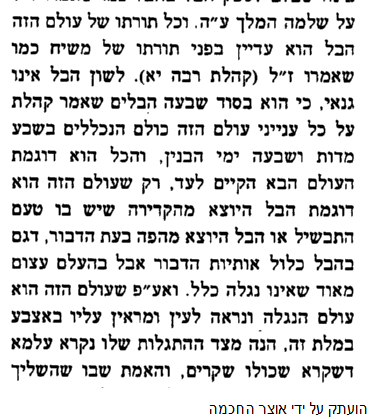 על שלמה המלך ע״ה. וכל תורתו של עולם הזה
הבל הוא עדיין בפני תורתו של משיח כמו
שאמרו ז״ל (קהלת רבה יא). לשון הבל אינו
גנאי, כי הוא בסוד שבעה הבלים שאמר קהלת
על כל ענייני עולם הזה כולם הנכללים בשבע
מדות ושבעה ימי הבנין, והכל הוא דוגמת
העולם הבא הקיים לעד, רק שעולם הזה הוא
דוגמת הבל היוצא מהקדירה שיש בו טעם
התבשיל או הבל היוצא מהפה בעת הדבור, דגם
בהבל כלול אותיות הדבור אבל בהעלם עצום
מאוד שאינו נגלה כלל. ואע״פ שעולם הזה הוא
עולם הנגלה ונראה לעין ומראין עליו באצבע
במלת זה, הנה מצד ההתגלות שלו נקרא עלמא
דשקרא שכולו שקרים, והאמת שבו שהשליך
הועתק על ידי אוצר החכמה